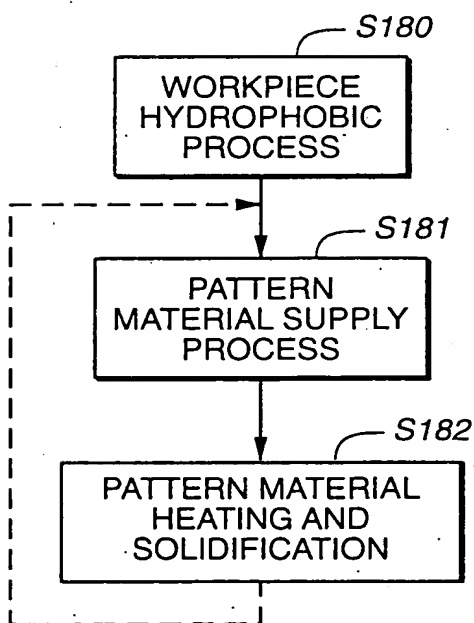 S180
WORKPIECE
HYDROPHOBIC
PROCESS
S181
PATTERN
MATERIAL SUPPLY
PROCESS
S182
PATTERN MATERIAL
HEATING AND
SOLIDIFICATION